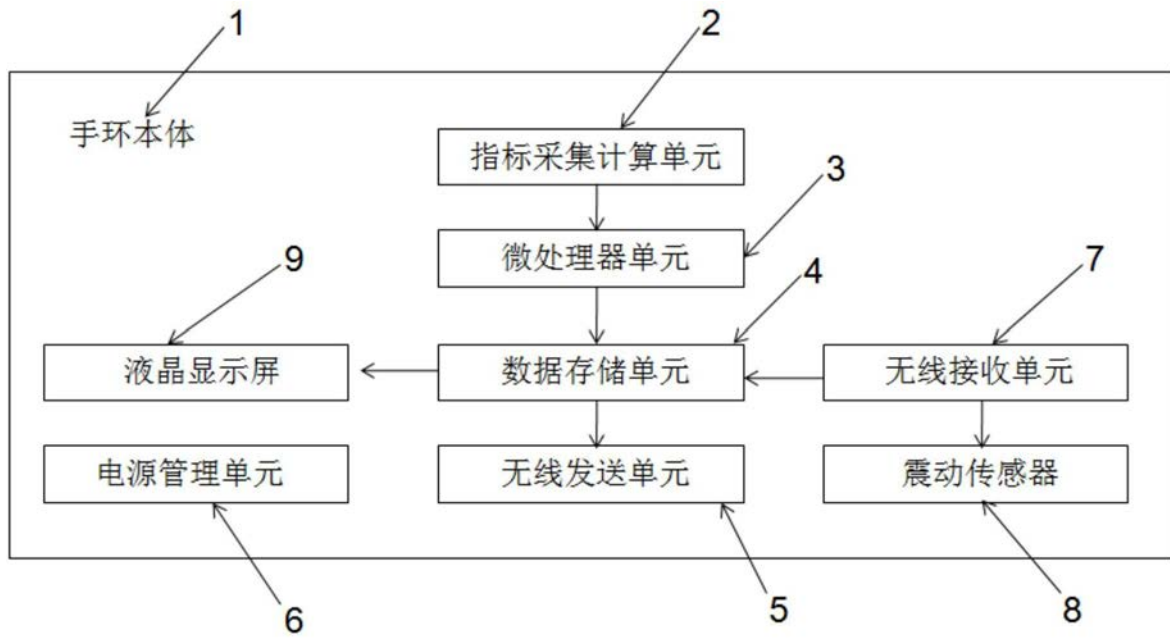 1
2
手环本体
指标采集计算单元
3
微处理器单元
9
4
7
液晶显示屏
数据存储单元
无线接收单元
电源管理单元
无线发送单元
震动传感器
6
5
8